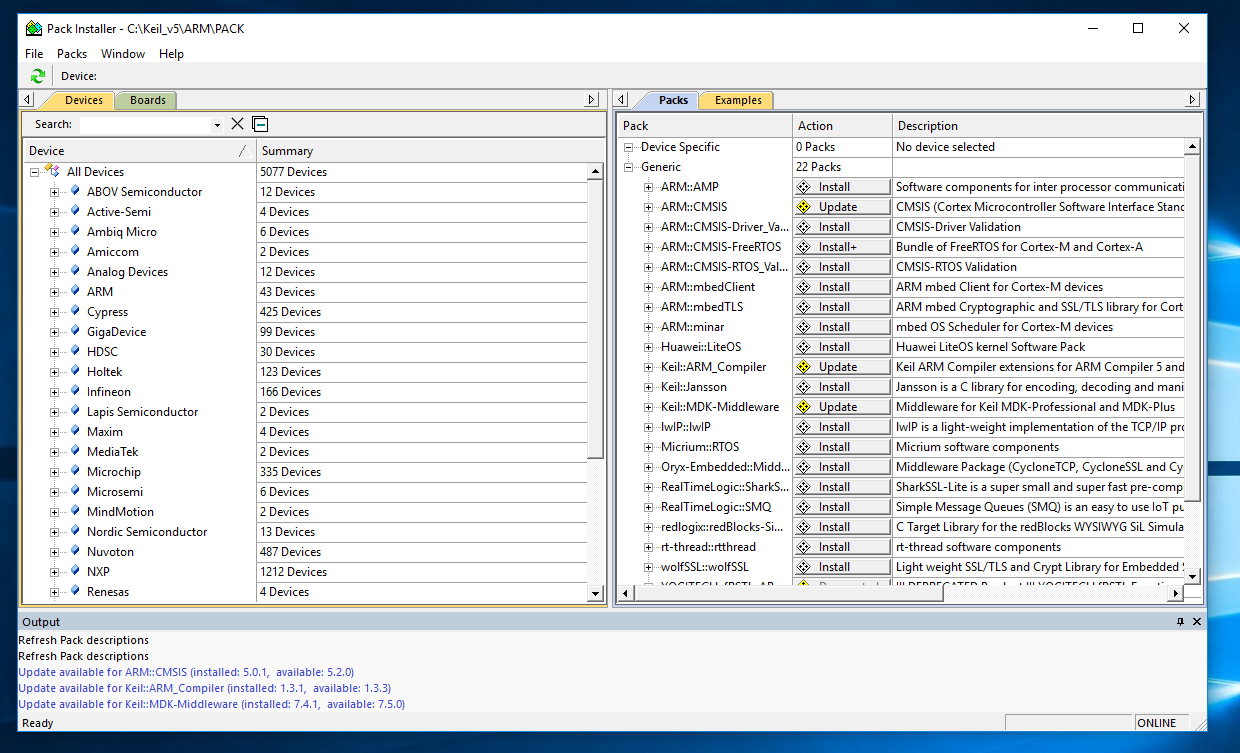 Pack Installer - C:\Keil_v5\ARM\PACK
File Packs Window Help
Device:
Devices Boards
Search:
Device Summary
All Devices 5077 Devices
ABOV Semiconductor 12 Devices
Active-Semi 4 Devices
Ambiq Micro 6 Devices
Amiccom 2 Devices
Analog Devices 12 Devices
ARM 43 Devices
Cypress 425 Devices
GigaDevice 99 Devices
HDSC 30 Devices
Holtek 123 Devices
Infineon 166 Devices
Lapis Semiconductor 2 Devices
Maxim 4 Devices
MediaTek 2 Devices
Microchip 335 Devices
Microsemi 6 Devices
MindMotion 2 Devices
Nordic Semiconductor 13 Devices
Nuvoton 487 Devices
NXP 1212 Devices
Renesas 4 Devices
Packs Examples
Pack Action Description
Device Specific 0 Packs No device selected
Generic 22 Packs
ARM::AMP Install Software components for inter processor communicati
ARM::CMSIS Update CMSIS (Cortex Microcontroller Software Interface Stand
ARM::CMSIS-Driver_Va... Install CMSIS-Driver Validation
ARM::CMSIS-FreeRTOS Install+ Bundle of FreeRTOS for Cortex-M and Cortex-A
ARM::CMSIS-RTOS_Val... Install CMSIS-RTOS Validation
ARM::mbedClient Install ARM mbed Client for Cortex-M devices
ARM::mbedTLS Install ARM mbed Cryptographic and SSL/TLS library for Cort
ARM::minar Install mbed OS Scheduler for Cortex-M devices
Huawei::LiteOS Install Huawei LiteOS kernel Software Pack
Keil::ARM_Compiler Update Keil ARM Compiler extensions for ARM Compiler 5 and
Keil::Jansson Install Jansson is a C library for encoding, decoding and mani
Keil::MDK-Middleware Update Middleware for Keil MDK-Professional and MDK-Plus
lwIP::lwIP Install lwIP is a light-weight implementation of the TCP/IP pro
Micrium::RTOS Install Micrium software components
Oryx-Embedded::Midd... Install Middleware Package (CycloneTCP, CycloneSSL and Cy
RealTimeLogic::SharkS... Install SharkSSL-Lite is a super small and super fast pre-comp
RealTimeLogic::SMQ Install Simple Message Queues (SMQ) is an easy to use IoT pu
redlogix::redBlocks-Si... Install C Target Library for the redBlocks WYSIWYG SiL Simula
rt-thread::rtthread Install rt-thread software components
wolfSSL::wolfSSL Install Light weight SSL/TLS and Crypt Library for Embedded S
Output
Refresh Pack descriptions
Refresh Pack descriptions
Update available for ARM::CMSIS (installed: 5.0.1, available: 5.2.0)
Update available for Keil::ARM_Compiler (installed: 1.3.1, available: 1.3.3)
Update available for Keil::MDK-Middleware (installed: 7.4.1, available: 7.5.0)
Ready ONLINE